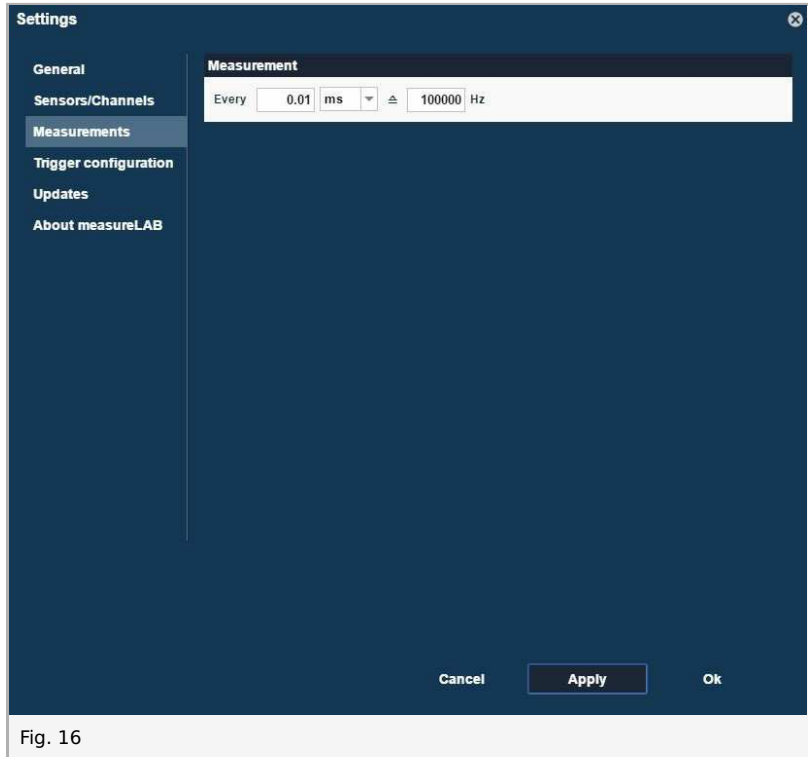 Settings
General
Sensors/Channels
Measurements
Trigger configuration
Updates
About measureLAB
Measurement
Every 0.01 ms ≙ 100000 Hz
Cancel Apply Ok
Fig. 16